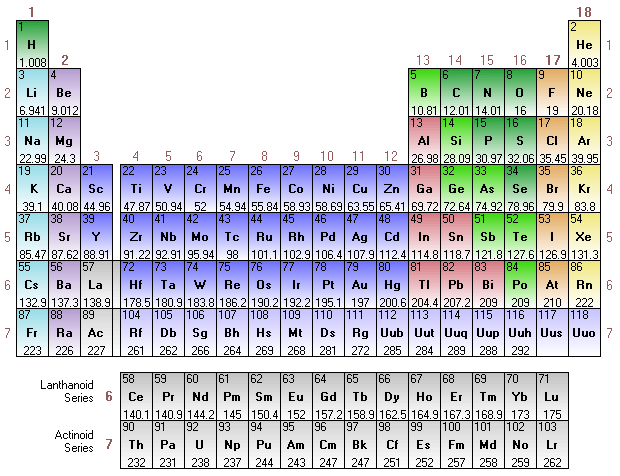 1 18
1 2
1 H He 1
1.008 2 13 14 15 16 17 4.003
3 4 5 6 7 8 9 10
2 Li Be B C N O F Ne 2
6.941 9.012 10.81 12.01 14.01 16 19 20.18
11 12 13 14 15 16 17 18
3 Na Mg Al Si P S Cl Ar 3
22.99 24.3 3 4 5 6 7 8 9 10 11 12 26.98 28.09 30.97 32.06 35.45 39.95
19 20 21 22 23 24 25 26 27 28 29 30 31 32 33 34 35 36
4 K Ca Sc Ti V Cr Mn Fe Co Ni Cu Zn Ga Ge As Se Br Kr 4
39.1 40.08 44.96 47.87 50.94 52 54.94 55.84 58.93 58.69 63.55 65.41 69.72 72.64 74.92 78.96 79.9 83.8
37 38 39 40 41 42 43 44 45 46 47 48 49 50 51 52 53 54
5 Rb Sr Y Zr Nb Mo Tc Ru Rh Pd Ag Cd In Sn Sb Te I Xe 5
85.47 87.62 88.91 91.22 92.91 95.94 98 101.1 102.9 106.4 107.9 112.4 114.8 118.7 121.8 127.6 126.9 131.3
55 56 57 72 73 74 75 76 77 78 79 80 81 82 83 84 85 86
6 Cs Ba La Hf Ta W Re Os Ir Pt Au Hg Tl Pb Bi Po At Rn 6
132.9 137.3 138.9 178.5 180.9 183.8 186.2 190.2 192.2 195.1 197 200.6 204.4 207.2 209 209 210 222
87 88 89 104 105 106 107 108 109 110 111 112 113 114 115 116 117 118
7 Fr Ra Ac Rf Db Sg Bh Hs Mt Ds Rg Uub Uut Uuq Uup Uuh Uus Uuo 7
223 226 227 261 262 266 264 269 268 271 272 285 284 289 288 292
58 59 60 61 62 63 64 65 66 67 68 69 70 71
Lanthanoid Series 6 Ce Pr Nd Pm Sm Eu Gd Tb Dy Ho Er Tm Yb Lu
140.1 140.9 144.2 145 150.4 152 157.2 158.9 162.5 164.9 167.3 168.9 173 175
90 91 92 93 94 95 96 97 98 99 100 101 102 103
Actinoid Series 7 Th Pa U Np Pu Am Cm Bk Cf Es Fm Md No Lr
232 231 238 237 244 243 247 247 251 252 257 258 259 262